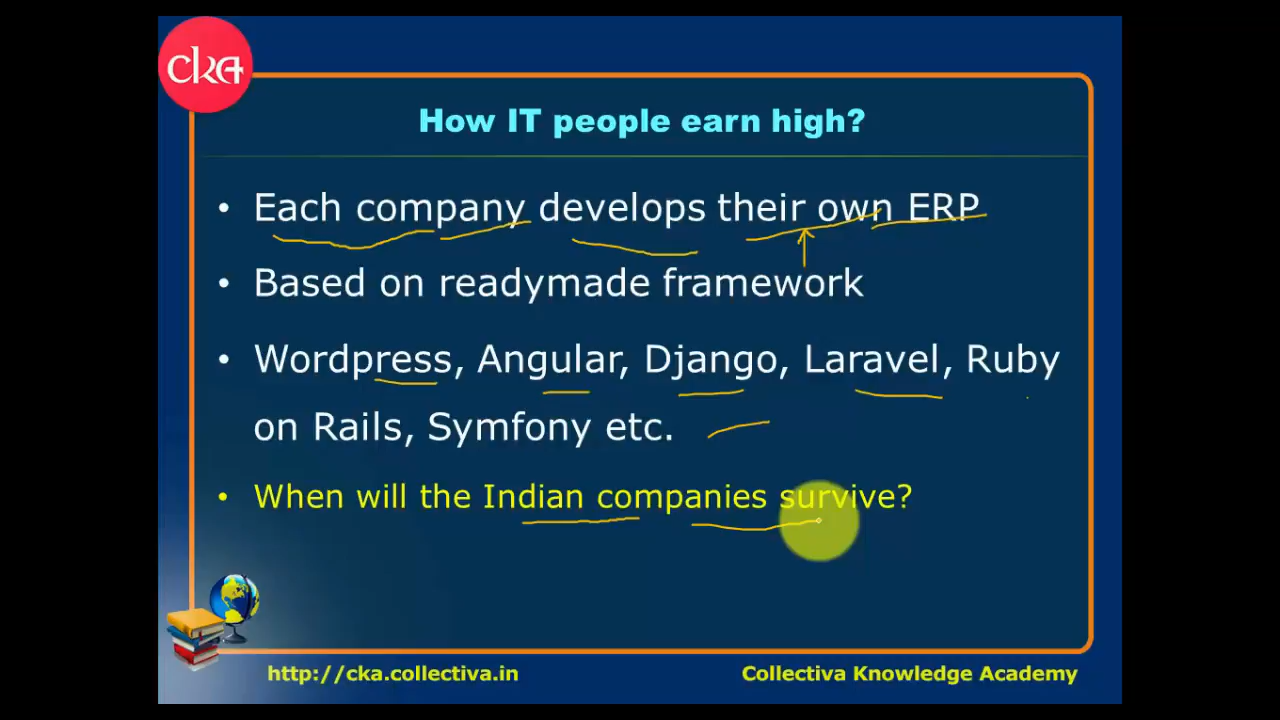 cka
How IT people earn high?
• Each company develops their own ERP
• Based on readymade framework
• Wordpress, Angular, Django, Laravel, Ruby
on Rails, Symfony etc.
• When will the Indian companies survive?
http://cka.collectiva.in
Collectiva Knowledge Academy